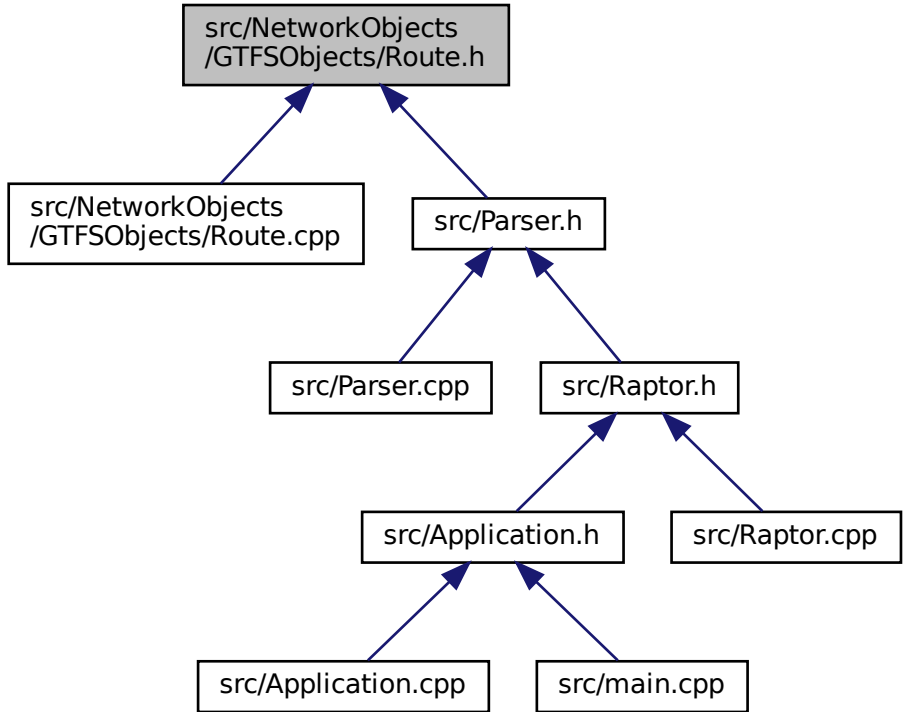 src/NetworkObjects
/GTFSObjects/Route.h
src/NetworkObjects
/GTFSObjects/Route.cpp
src/Parser.h
src/Parser.cpp
src/Raptor.h
src/Application.h
src/Raptor.cpp
src/Application.cpp
src/main.cpp